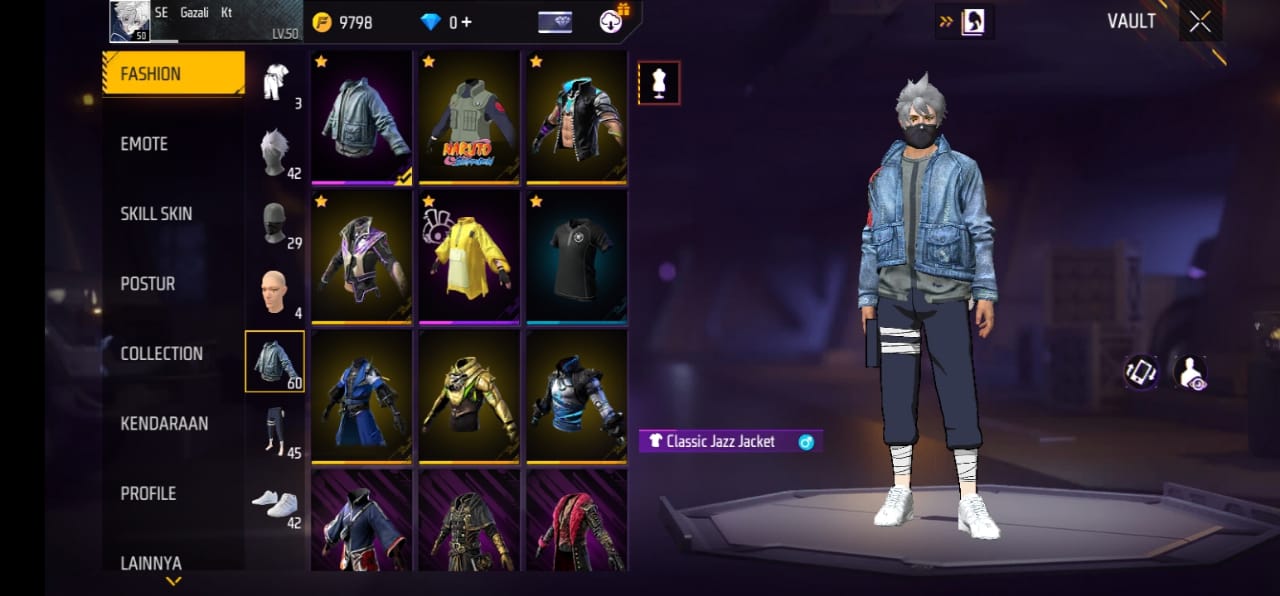 SE Gazali Kt
50
LV.50
9798
0 +
VAULT
FASHION
EMOTE
SKILL SKIN
POSTUR
COLLECTION
KENDARAAN
PROFILE
LAINNYA
3
42
29
4
60
45
42
NARUTO
SHIPPUDEN
Classic Jazz Jacket